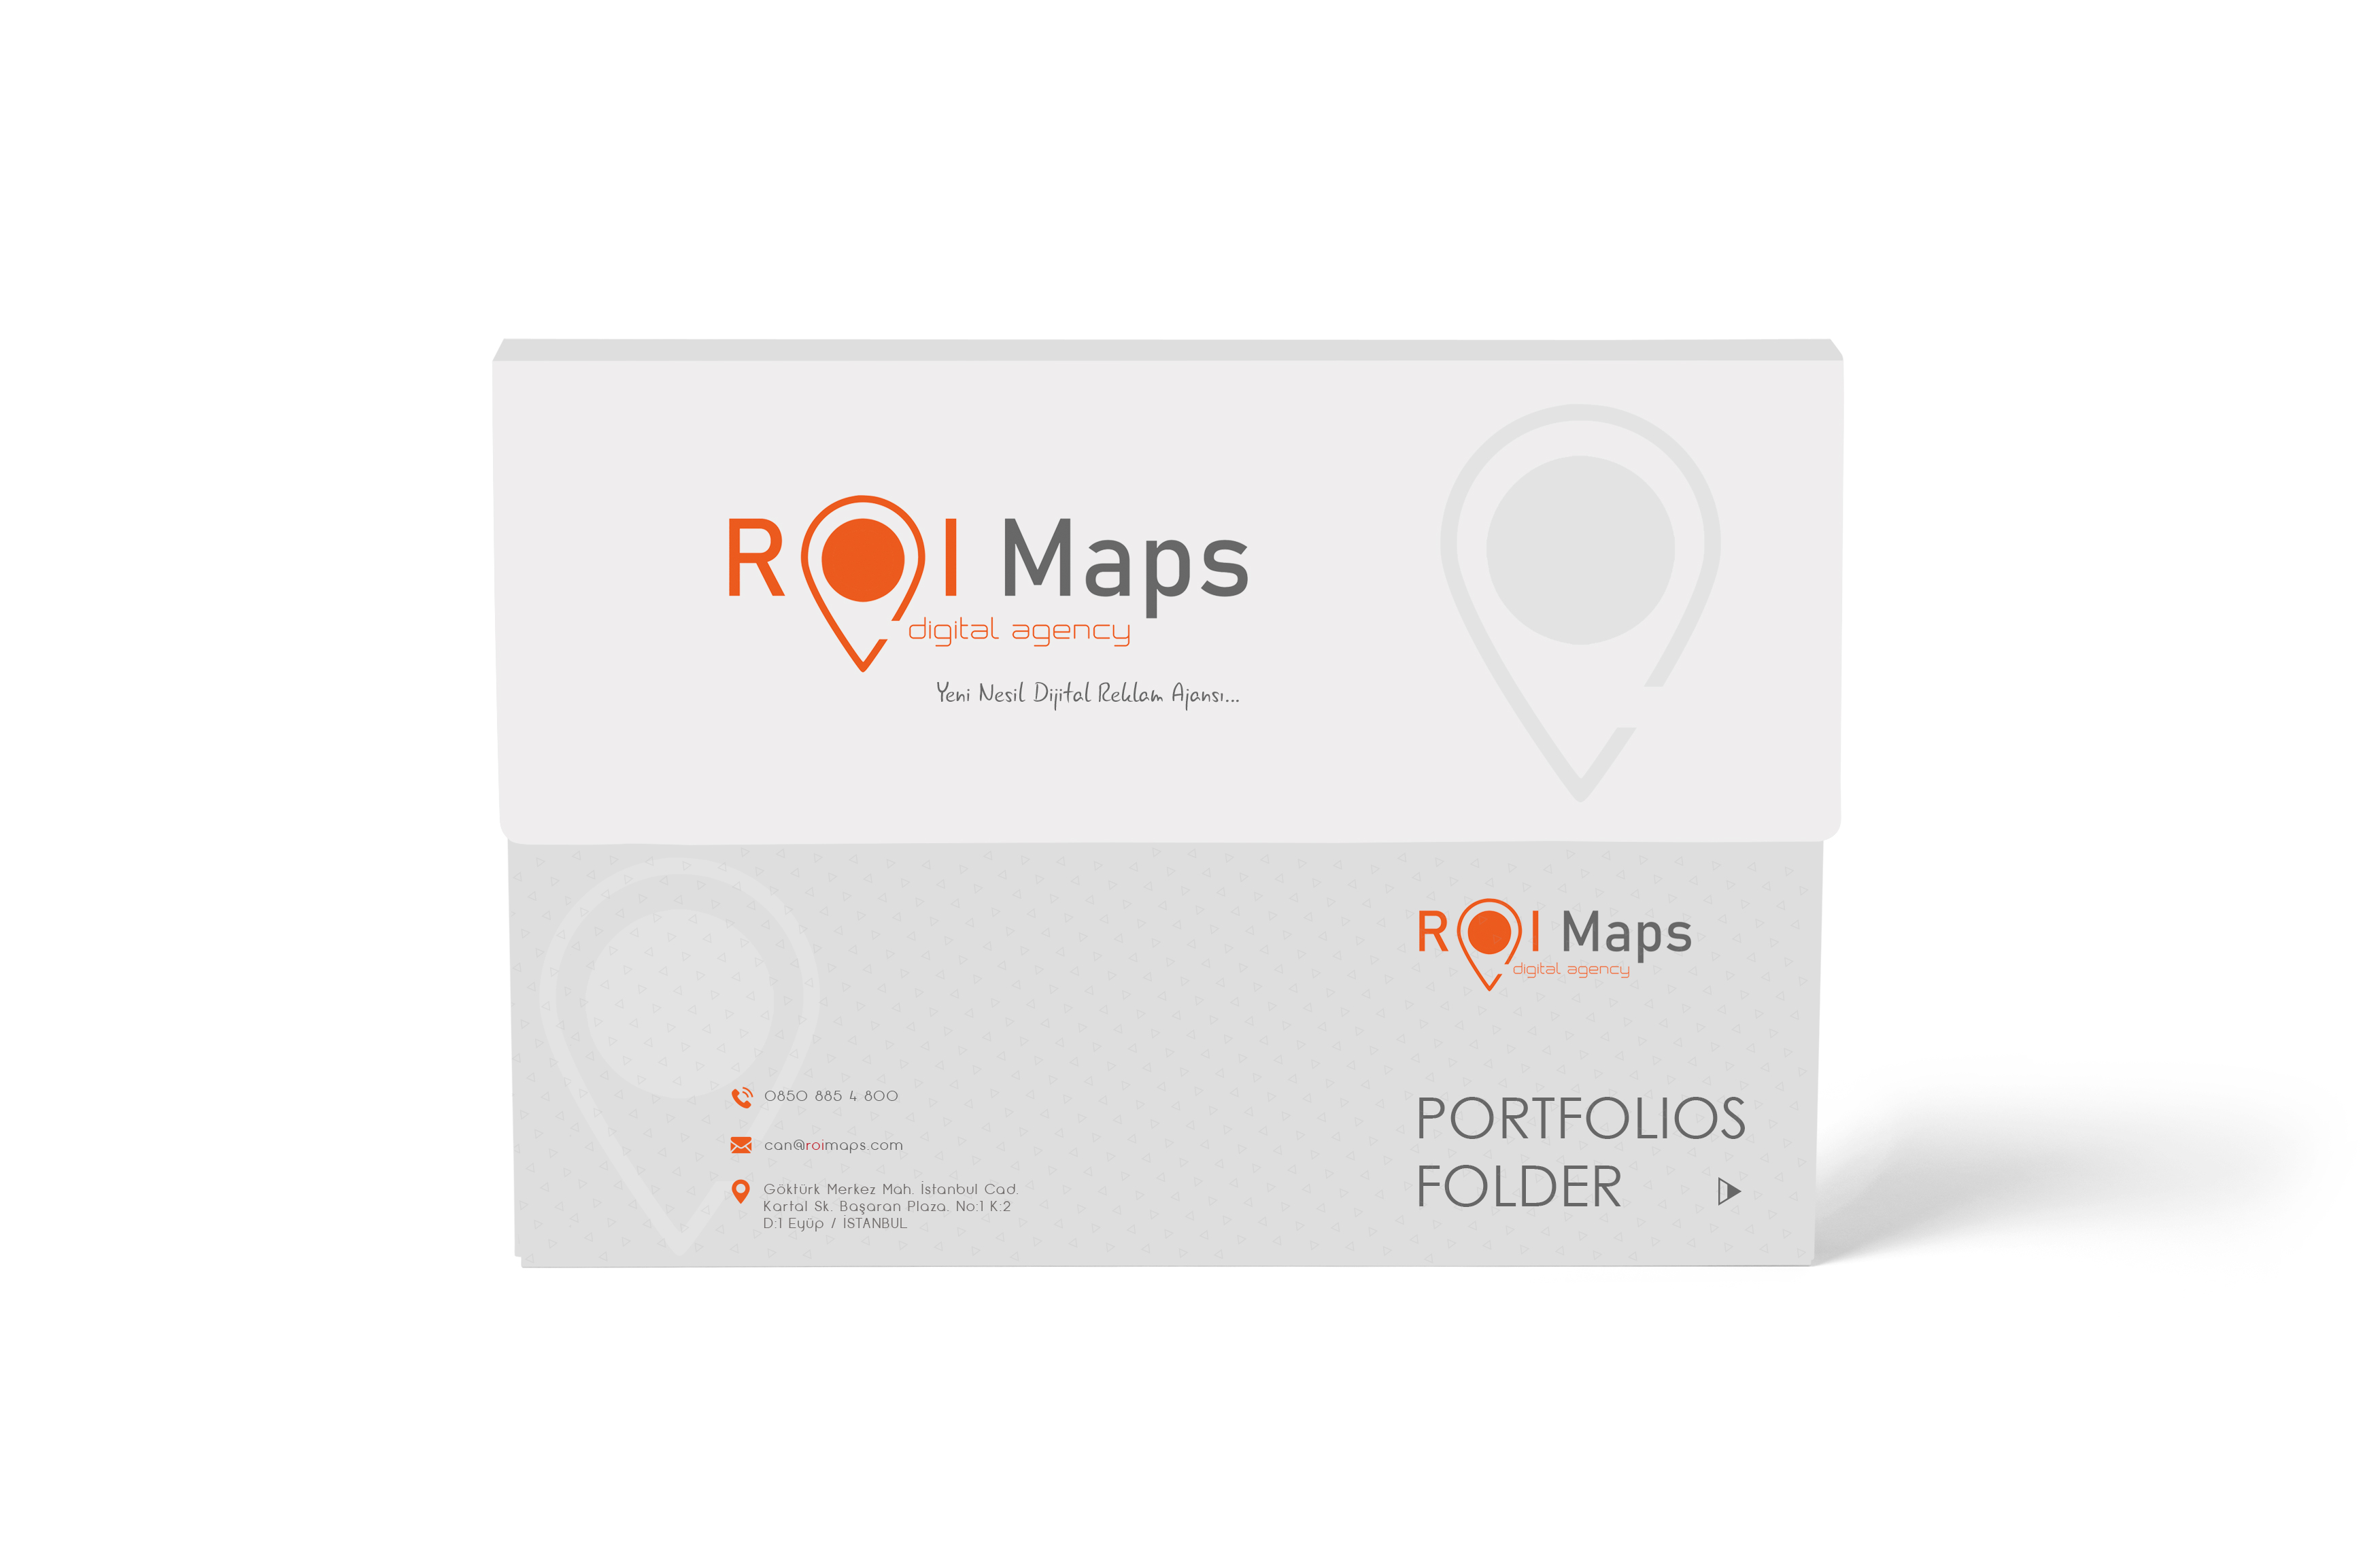 ROI Maps
digital agency
Yeni Nesil Dijital Reklam Ajansı...
ROI Maps
digital agency
0850 885 4 800
can@roimaps.com
Göktürk Merkez Mah. İstanbul Cad.
Kartal Sk. Başaran Plaza. No:1 K:2
D:1 Eyüp / İSTANBUL
PORTFOLIOS
FOLDER